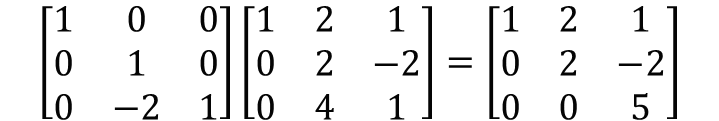 [1 0 0] [1 2 1] [1 2 1]
[0 1 0] [0 2 −2] = [0 2 −2]
[0 −2 1] [0 4 1] [0 0 5]